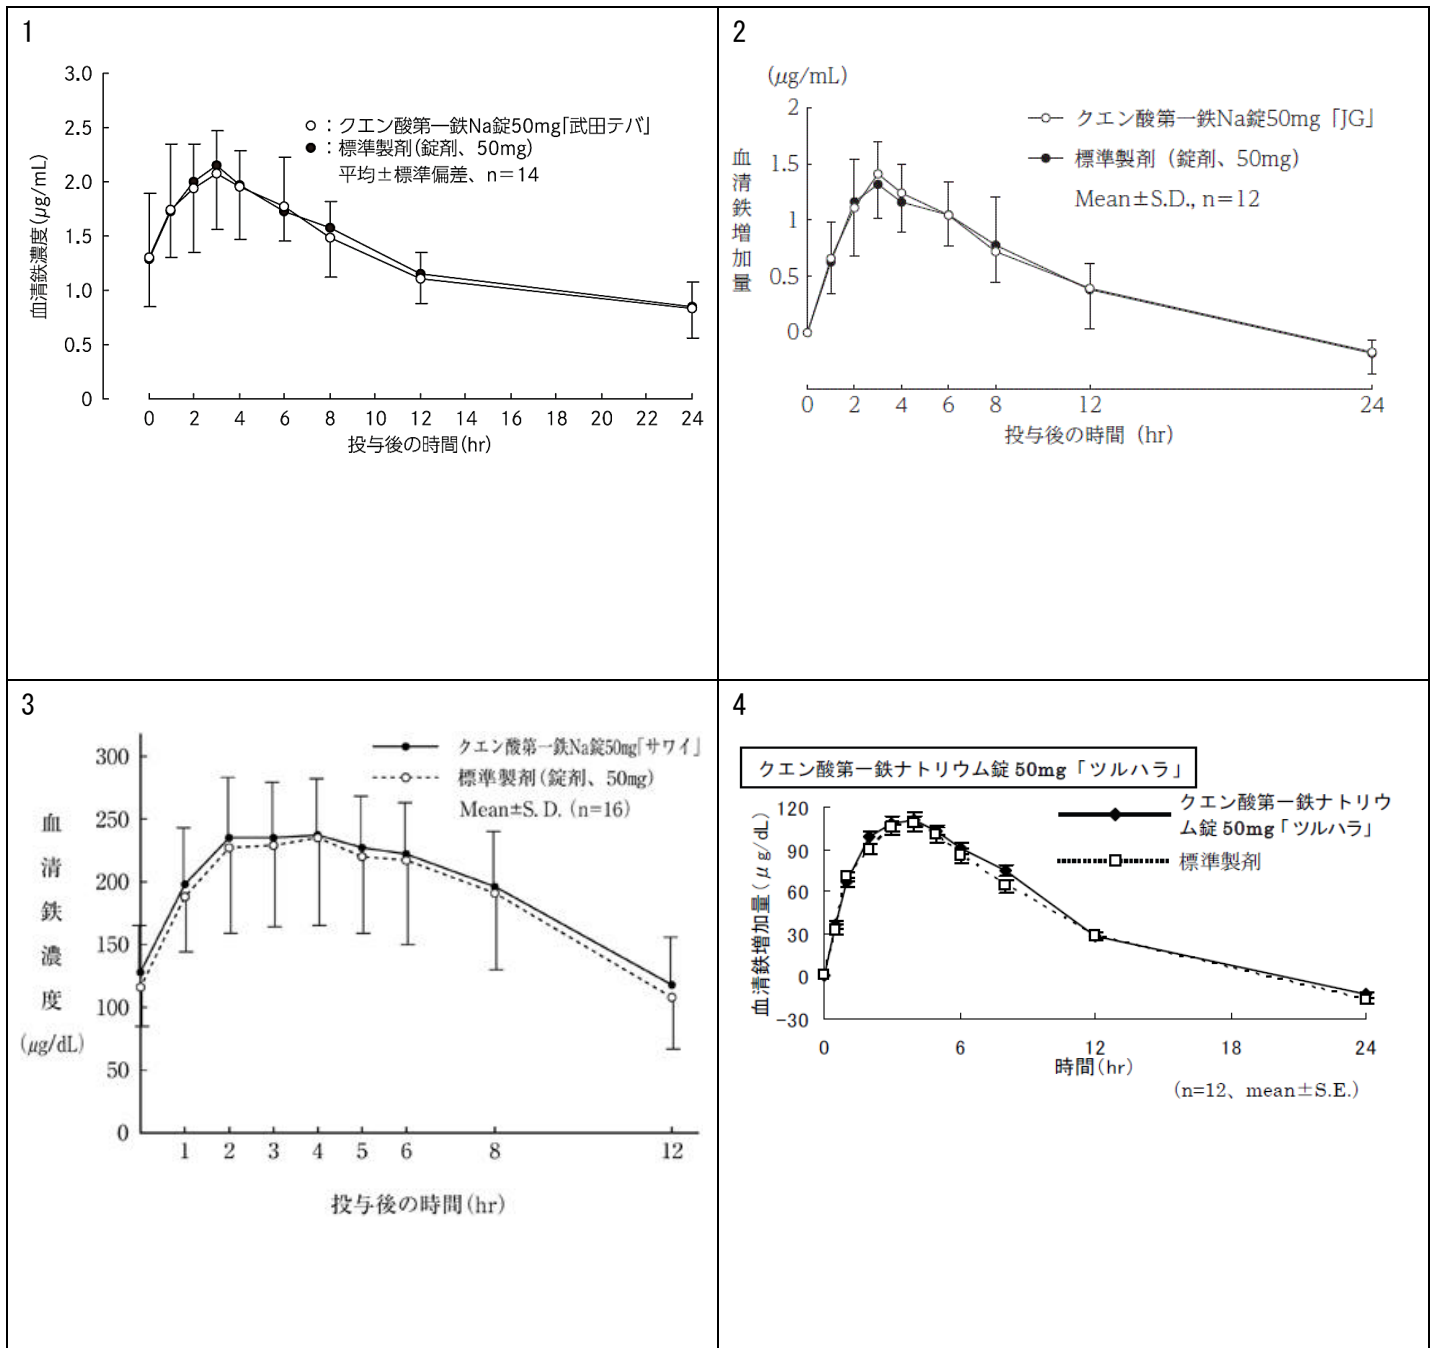 1
3.0
2.5
2.0
1.5
1.0
0.5
0
血清鉄濃度(μg/mL)
○：クエン酸第一鉄Na錠50mg「武田テバ」
●：標準製剤(錠剤、50mg)
平均±標準偏差、n＝14
0 2 4 6 8 10 12 14 16 18 20 22 24
投与後の時間(hr)
2
(μg/mL)
2
1.5
1
0.5
0
血清鉄増加量
クエン酸第一鉄Na錠50mg「JG」
標準製剤（錠剤、50mg）
Mean±S.D., n＝12
0 2 4 6 8 12 24
投与後の時間（hr）
3
300
250
200
150
100
50
0
血清鉄濃度
(μg/dL)
クエン酸第一鉄Na錠50mg「サワイ」
標準製剤(錠剤、50mg)
Mean±S.D.(n=16)
1 2 3 4 5 6 8 12
投与後の時間(hr)
4
クエン酸第一鉄ナトリウム錠 50mg「ツルハラ」
120
90
60
30
0
-30
血清鉄増加量(μg/dL)
クエン酸第一鉄ナトリウ
ム錠 50mg「ツルハラ」
標準製剤
0 6 12 18 24
時間(hr)
(n=12、mean±S.E.)